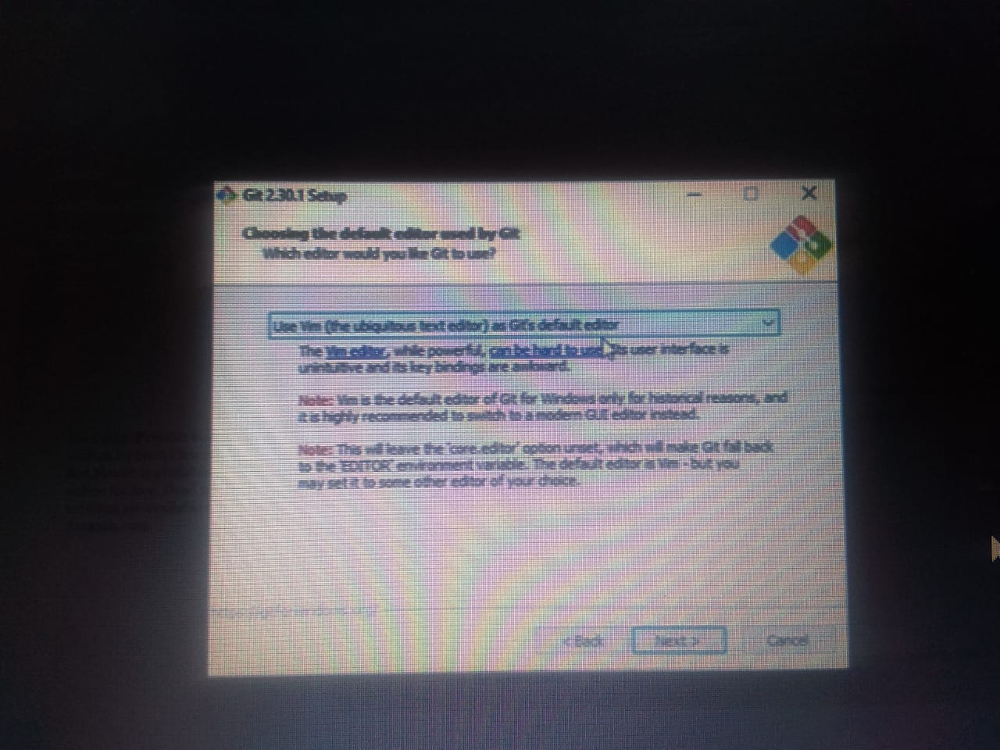 Git 2.30.1 Setup
Choosing the default editor used by Git
Which editor would you like Git to use?
Use Vim (the ubiquitous text editor) as Git's default editor
The Vim editor, while powerful, can be hard to use. Its user interface is
unintuitive and its key bindings are awkward.
Note: Vim is the default editor of Git for Windows only for historical reasons, and
it is highly recommended to switch to a modern GUI editor instead.
Note: This will leave the 'core.editor' option unset, which will make Git fall back
to the 'EDITOR' environment variable. The default editor is Vim - but you
may set it to some other editor of your choice.
https://gitforwindows.org/
< Back
Next >
Cancel